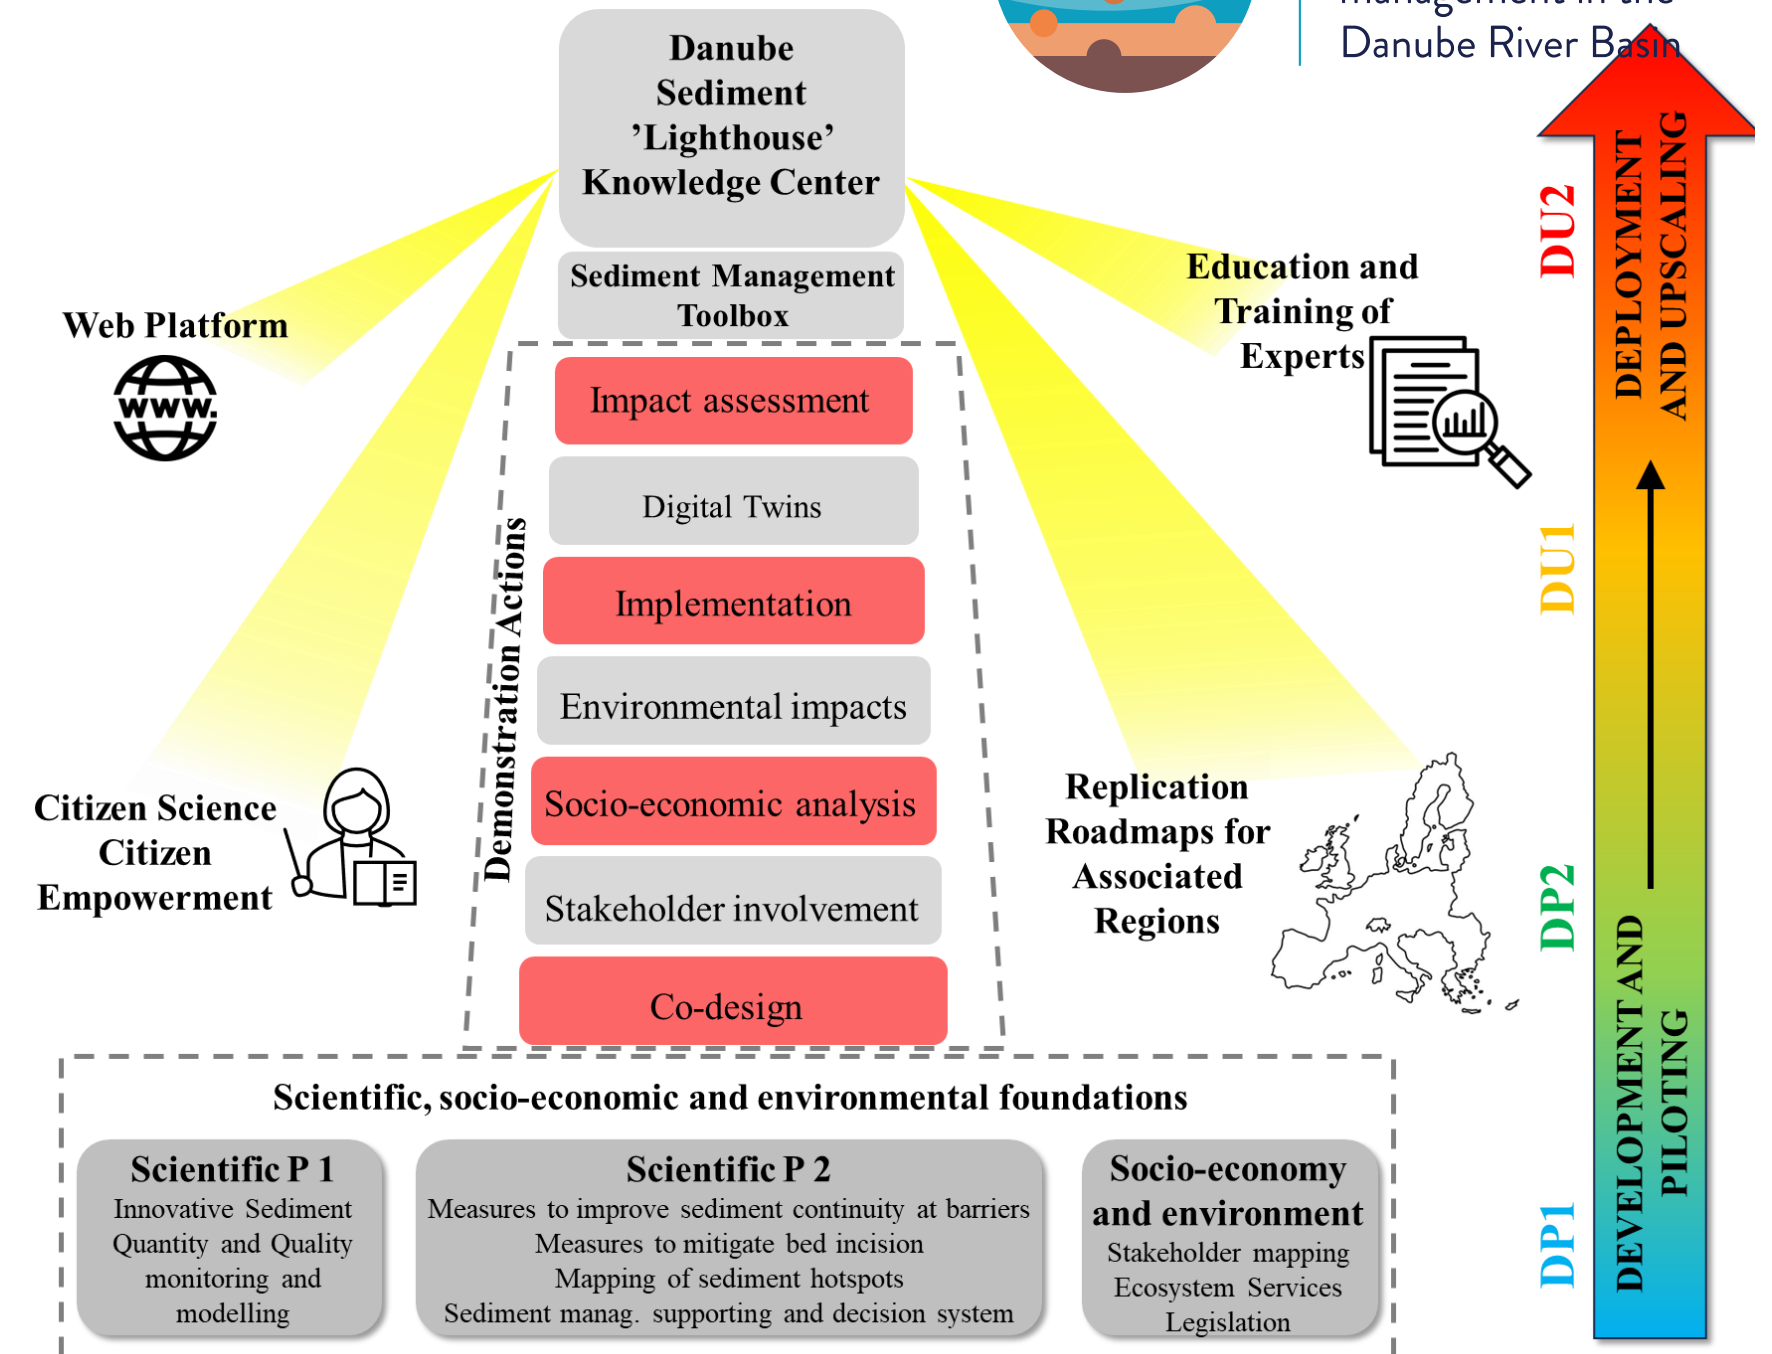 Danube River Basin
Danube
Sediment
’Lighthouse’
Knowledge Center
Sediment Management
Toolbox
Web Platform
www.
Education and
Training of
Experts
Demonstration Actions
Impact assessment
Digital Twins
Implementation
Environmental impacts
Socio-economic analysis
Stakeholder involvement
Co-design
Citizen Science
Citizen
Empowerment
Replication
Roadmaps for
Associated
Regions
Scientific, socio-economic and environmental foundations
Scientific P 1
Innovative Sediment
Quantity and Quality
monitoring and
modelling
Scientific P 2
Measures to improve sediment continuity at barriers
Measures to mitigate bed incision
Mapping of sediment hotspots
Sediment manag. supporting and decision system
Socio-economy
and environment
Stakeholder mapping
Ecosystem Services
Legislation
DU2
DU1
DP2
DP1
DEPLOYMENT
AND UPSCALING
DEVELOPMENT AND
PILOTING